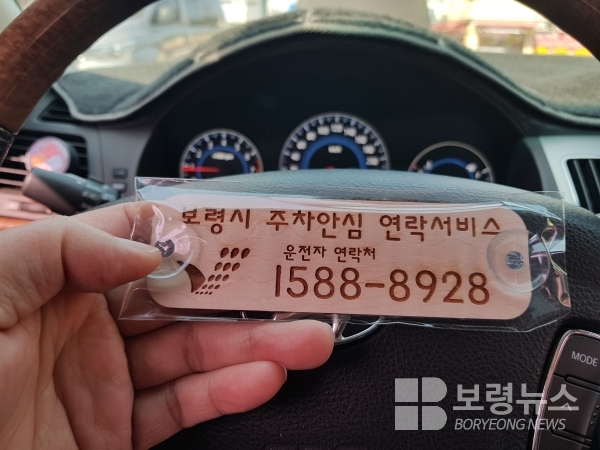 보령시 주차안심 연락서비스
운전자 연락처
1588-8928
MODE
보령뉴스
BORYEONG NEWS